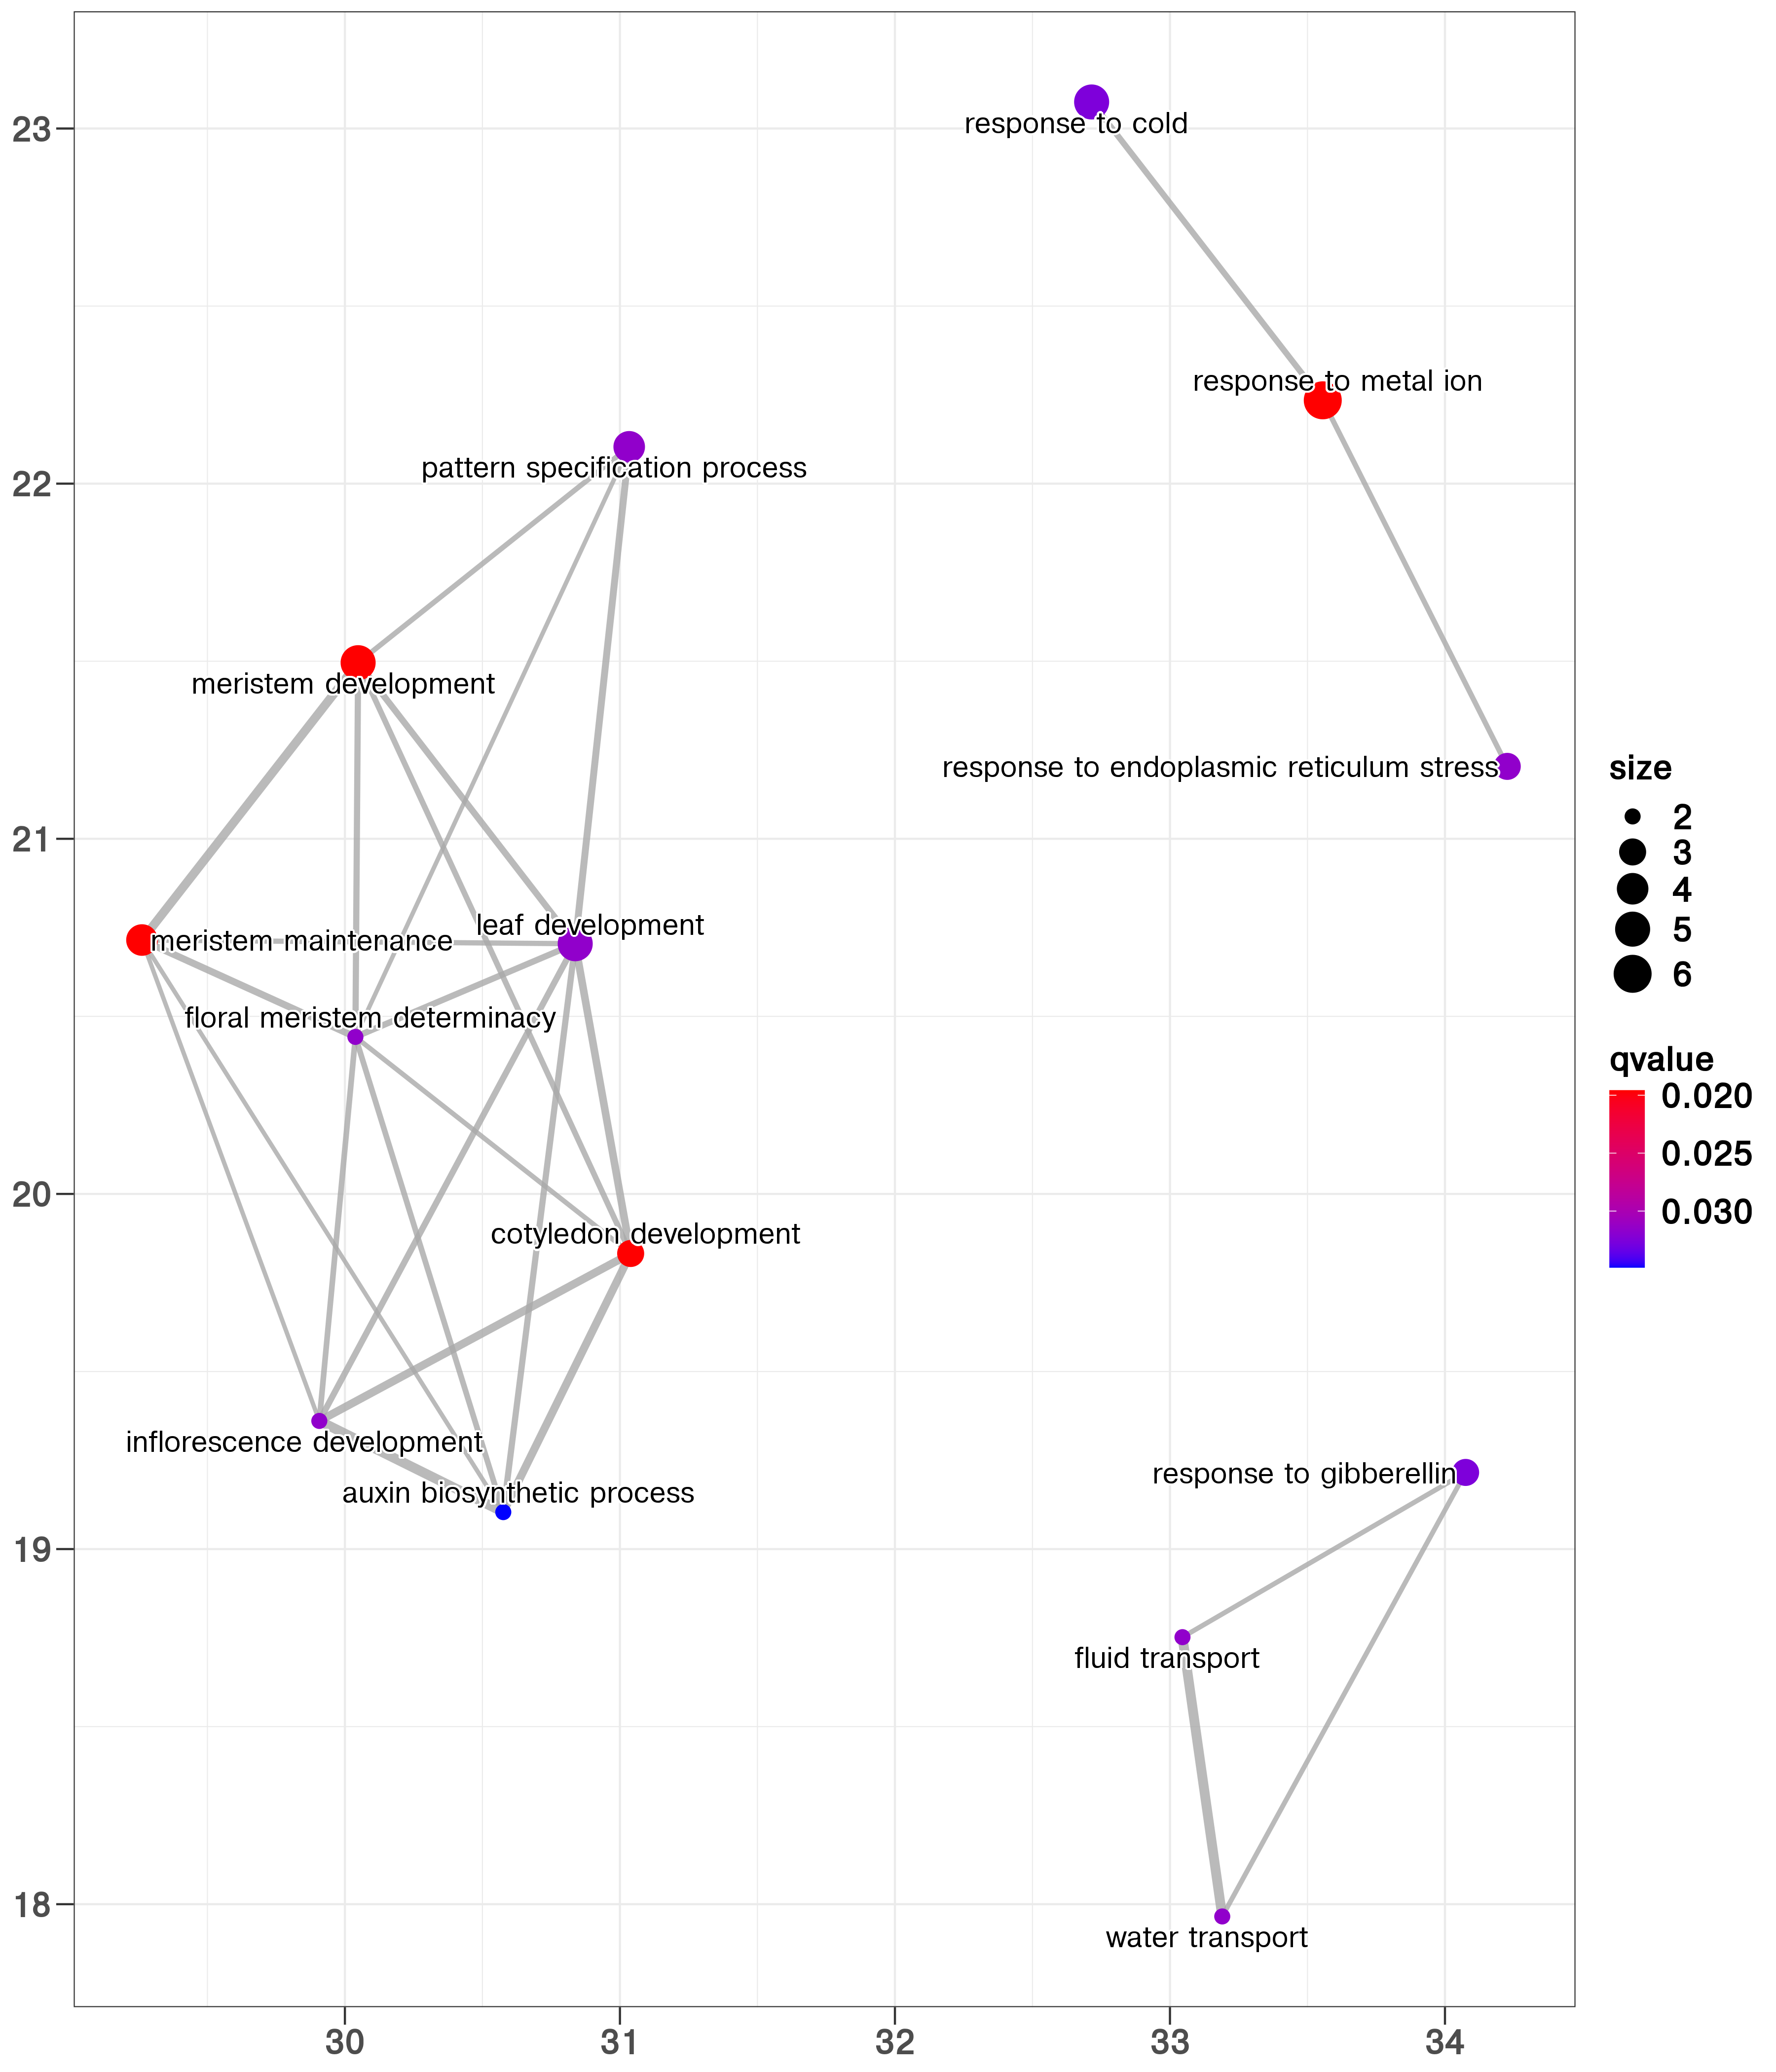 23
22
21
20
19
18
30
31
32
33
34
response to cold
response to metal ion
pattern specification process
meristem development
response to endoplasmic reticulum stress
leaf development
meristem maintenance
floral meristem determinacy
cotyledon development
inflorescence development
response to gibberellin
auxin biosynthetic process
fluid transport
water transport
size
2
3
4
5
6
qvalue
0.020
0.025
0.030